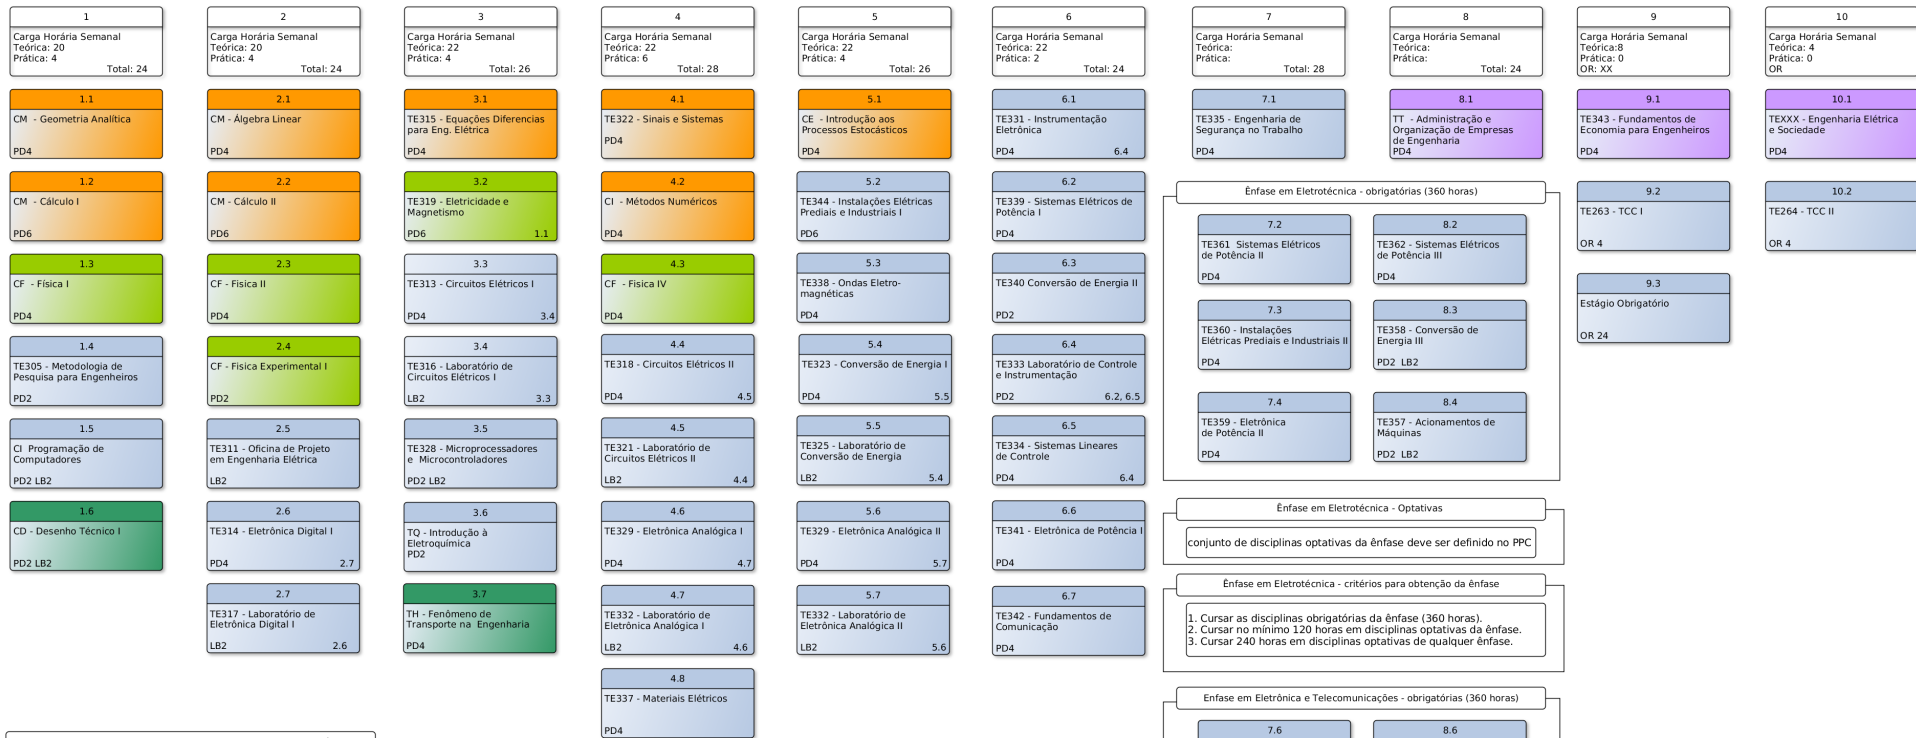 1
Carga Horária Semanal
Teórica: 20
Prática: 4
Total: 24
1.1
CM  - Geometria Analítica
PD4
1.2
CM - Cálculo I
PD6
1.3
CF  - Física I
PD4
1.4
TE305 - Metodologia de
Pesquisa para Engenheiros
PD2
1.5
CI  Programação de
Computadores
PD2 LB2
1.6
CD - Desenho Técnico I
PD2 LB2
2
Carga Horária Semanal
Teórica: 20
Prática: 4
Total: 24
2.1
CM - Álgebra Linear
PD4
2.2
CM - Cálculo II
PD6
2.3
CF - Fisica II
PD4
2.4
CF - Fisica Experimental I
PD2
2.5
TE311 - Oficina de Projeto
em Engenharia Elétrica
LB2
2.6
TE314 - Eletrônica Digital I
PD4 2.7
2.7
TE317 - Laboratório de
Eletrônica Digital I
LB2 2.6
3
Carga Horária Semanal
Teórica: 22
Prática: 4
Total: 26
3.1
TE315 - Equações Diferencias
para Eng. Elétrica
PD4
3.2
TE319 - Eletricidade e
Magnetismo
PD6 1.1
3.3
TE313 - Circuitos Elétricos I
PD4 3.4
3.4
TE316 - Laboratório de
Circuitos Elétricos I
LB2 3.3
3.5
TE328 - Microprocessadores
e  Microcontroladores
PD2 LB2
3.6
TQ - Introdução à
Eletroquímica
PD2
3.7
TH - Fenômeno de
Transporte na  Engenharia
PD4
4
Carga Horária Semanal
Teórica: 22
Prática: 6
Total: 28
4.1
TE322 - Sinais e Sistemas
PD4
4.2
CI  - Métodos Numéricos
PD4
4.3
CF  - Fisica IV
PD4
4.4
TE318 - Circuitos Elétricos II
PD4 4.5
4.5
TE321 - Laboratório de
Circuitos Elétricos II
LB2 4.4
4.6
TE329 - Eletrônica Analógica I
PD4 4.7
4.7
TE332 - Laboratório de
Eletrônica Analógica I
LB2 4.6
4.8
TE337 - Materiais Elétricos
PD4
5
Carga Horária Semanal
Teórica: 22
Prática: 4
Total: 26
5.1
CE  - Introdução aos
Processos Estocásticos
PD4
5.2
TE344 - Instalações Elétricas
Prediais e Industriais I
PD6
5.3
TE338 - Ondas Eletro-
magnéticas
PD4
5.4
TE323 - Conversão de Energia I
PD4 5.5
5.5
TE325 - Laboratório de
Conversão de Energia
LB2 5.4
5.6
TE329 - Eletrônica Analógica II
PD4 5.7
5.7
TE332 - Laboratório de
Eletrônica Analógica II
LB2 5.6
6
Carga Horária Semanal
Teórica: 22
Prática: 2
Total: 24
6.1
TE331 - Instrumentação
Eletrônica
PD4 6.4
6.2
TE339 - Sistemas Elétricos de
Potência I
PD4
6.3
TE340 Conversão de Energia II
PD2
6.4
TE333 Laboratório de Controle
e Instrumentação
PD2 6.2, 6.5
6.5
TE334 - Sistemas Lineares
de Controle
PD4 6.4
6.6
TE341 - Eletrônica de Potência I
PD4
6.7
TE342 - Fundamentos de
Comunicação
PD4
7
Carga Horária Semanal
Teórica:
Prática:
Total: 28
7.1
TE335 - Engenharia de
Segurança no Trabalho
PD4
8
Carga Horária Semanal
Teórica:
Prática:
Total: 24
8.1
TT  - Administração e
Organização de Empresas
de Engenharia
PD4
Ênfase em Eletrotécnica - obrigatórias (360 horas)
7.2
TE361  Sistemas Elétricos
de Potência II
PD4
8.2
TE362 - Sistemas Elétricos
de Potência III
PD4
7.3
TE360 - Instalações
Elétricas Prediais e Industriais II
PD4
8.3
TE358 - Conversão de
Energia III
PD2  LB2
7.4
TE359 - Eletrônica
de Potência II
PD4
8.4
TE357 - Acionamentos de
Máquinas
PD2  LB2
Ênfase em Eletrotécnica - Optativas
conjunto de disciplinas optativas da ênfase deve ser definido no PPC
Ênfase em Eletrotécnica - critérios para obtenção da ênfase
1. Cursar as disciplinas obrigatórias da ênfase (360 horas).
2. Cursar no mínimo 120 horas em disciplinas optativas da ênfase.
3. Cursar 240 horas em disciplinas optativas de qualquer ênfase.
Enfase em Eletrônica e Telecomunicações - obrigatórias (360 horas)
7.6
8.6
9
Carga Horária Semanal
Teórica:8
Prática: 0
OR: XX
9.1
TE343 - Fundamentos de
Economia para Engenheiros
PD4
9.2
TE263 - TCC I
OR 4
9.3
Estágio Obrigatório
OR 24
10
Carga Horária Semanal
Teórica: 4
Prática: 0
OR
10.1
TEXXX - Engenharia Elétrica
e Sociedade
PD4
10.2
TE264 - TCC II
OR 4